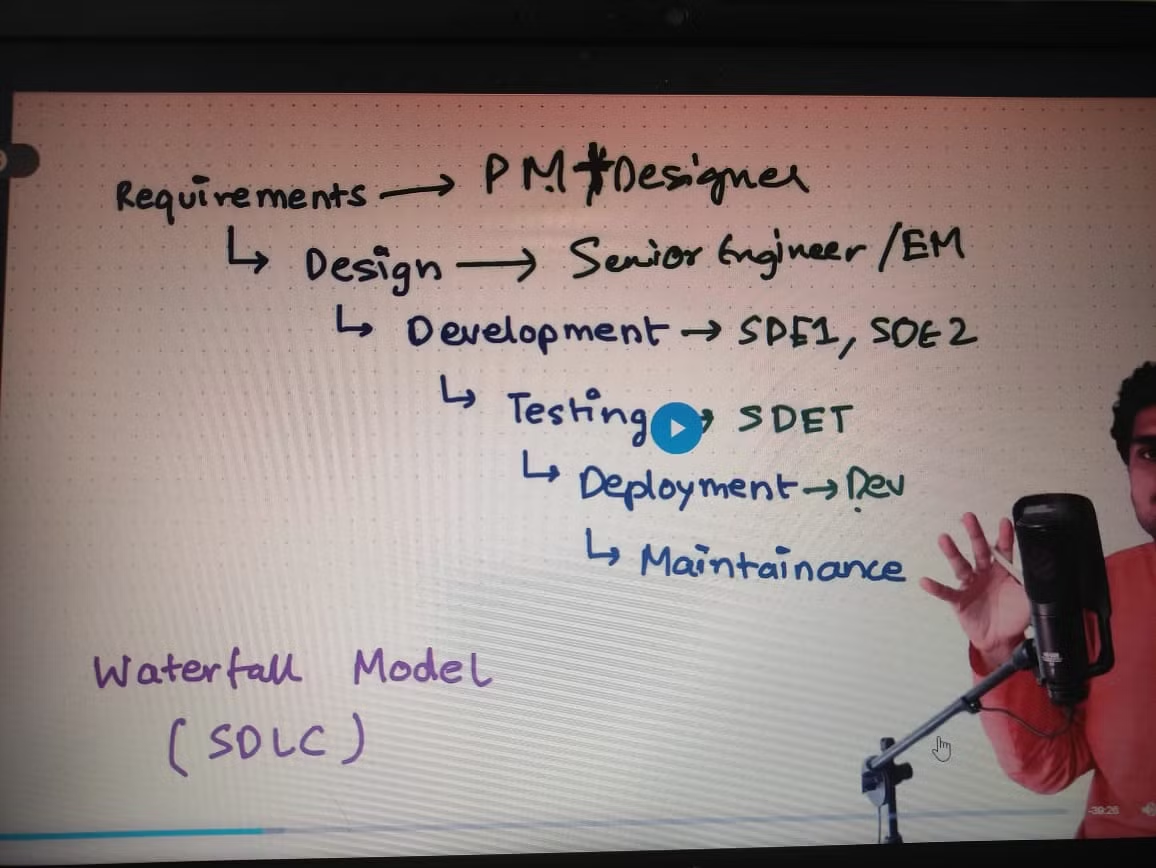 Requirements → PM + Designer
↳ Design → Senior Engineer / EM
↳ Development → SDE1, SDE2
↳ Testing → SDET
↳ Deployment → Dev
↳ Maintainance
Waterfall Model
(SDLC)
-39:26